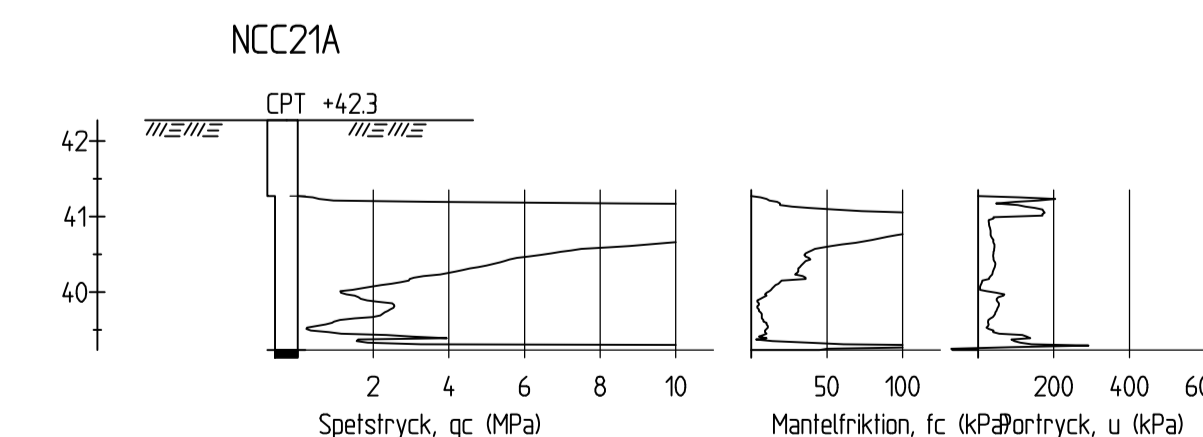 NCC21A
CPT +42.3
42
41
40
2 4 6 8 10
Spetstryck, qc (MPa)
50 100
Mantelfriktion, fc (kPa)
200 400 60
Portryck, u (kPa)